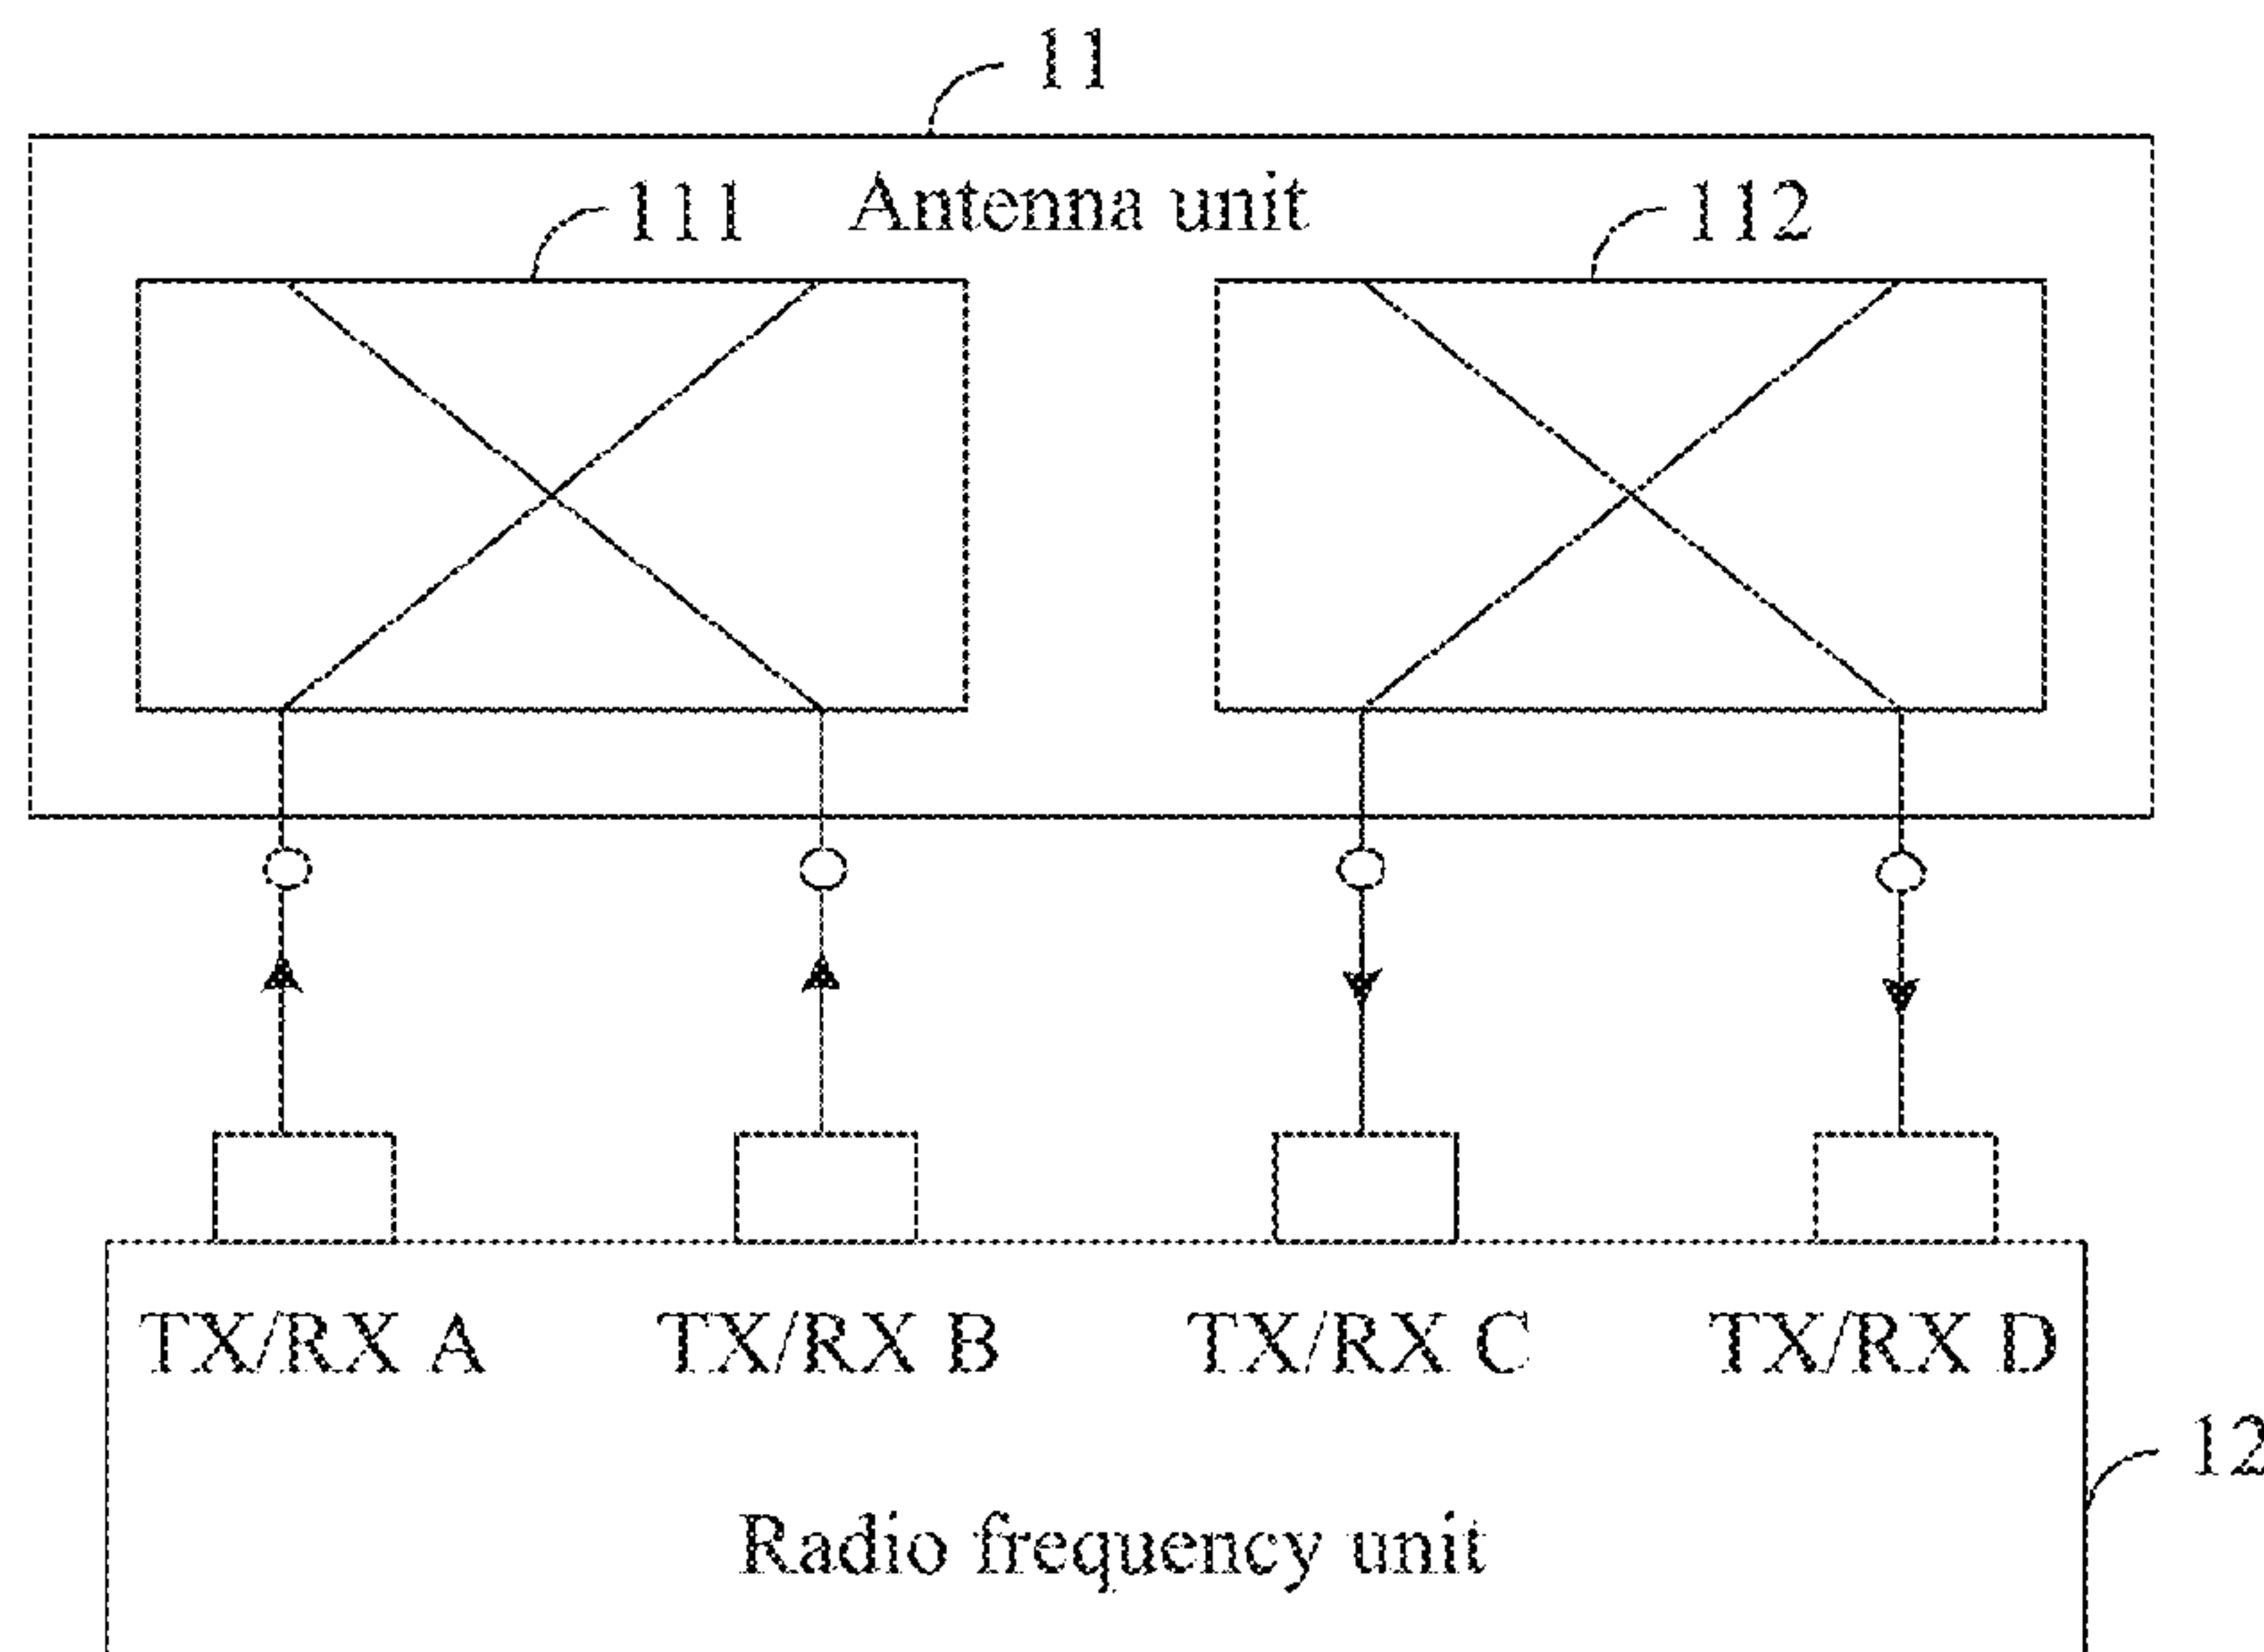 11
Antenna unit
111
112
TX/RX A
TX/RX B
TX/RX C
TX/RX D
12
Radio frequency unit